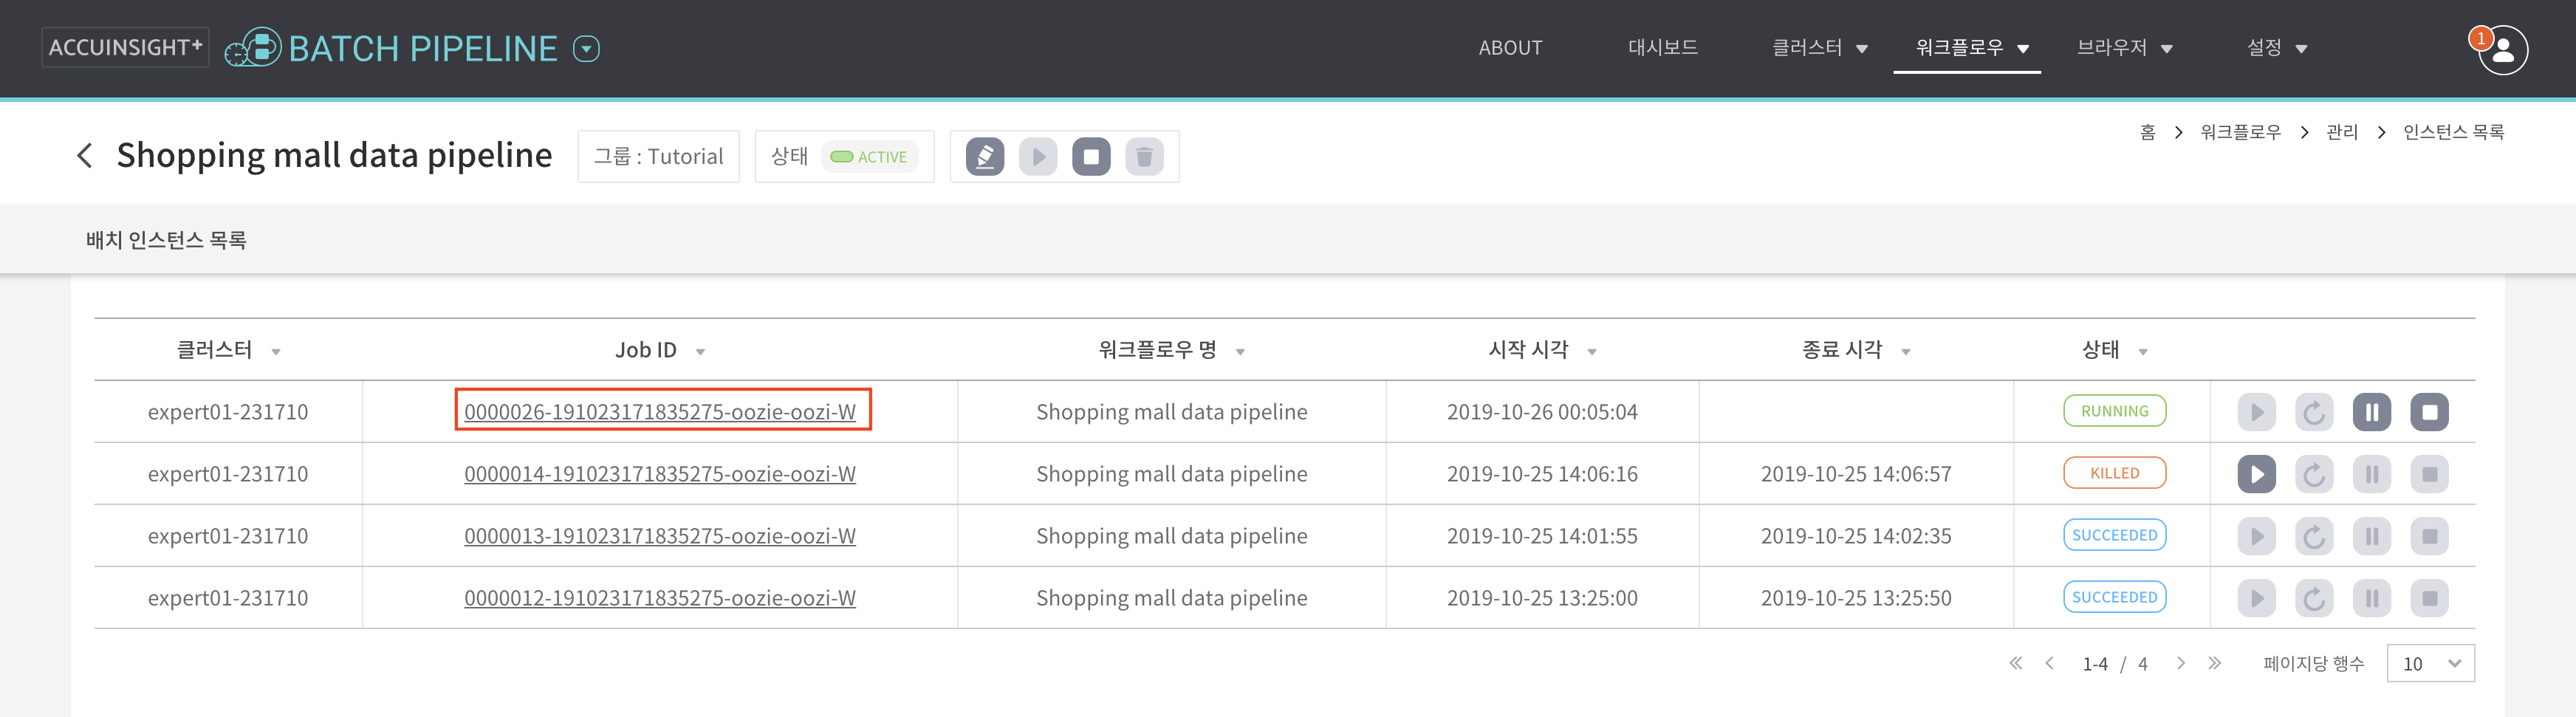 ACCUINSIGHT+ BATCH PIPELINE ABOUT 대시보드 클러스터 워크플로우 브라우저 설정 1
Shopping mall data pipeline 그룹 : Tutorial 상태 ACTIVE
홈 > 워크플로우 > 관리 > 인스턴스 목록
배치 인스턴스 목록
클러스터 Job ID 워크플로우 명 시작 시각 종료 시각 상태
expert01-231710 0000026-191023171835275-oozie-oozi-W Shopping mall data pipeline 2019-10-26 00:05:04 RUNNING
expert01-231710 0000014-191023171835275-oozie-oozi-W Shopping mall data pipeline 2019-10-25 14:06:16 2019-10-25 14:06:57 KILLED
expert01-231710 0000013-191023171835275-oozie-oozi-W Shopping mall data pipeline 2019-10-25 14:01:55 2019-10-25 14:02:35 SUCCEEDED
expert01-231710 0000012-191023171835275-oozie-oozi-W Shopping mall data pipeline 2019-10-25 13:25:00 2019-10-25 13:25:50 SUCCEEDED
1-4 / 4 페이지당 행수 10